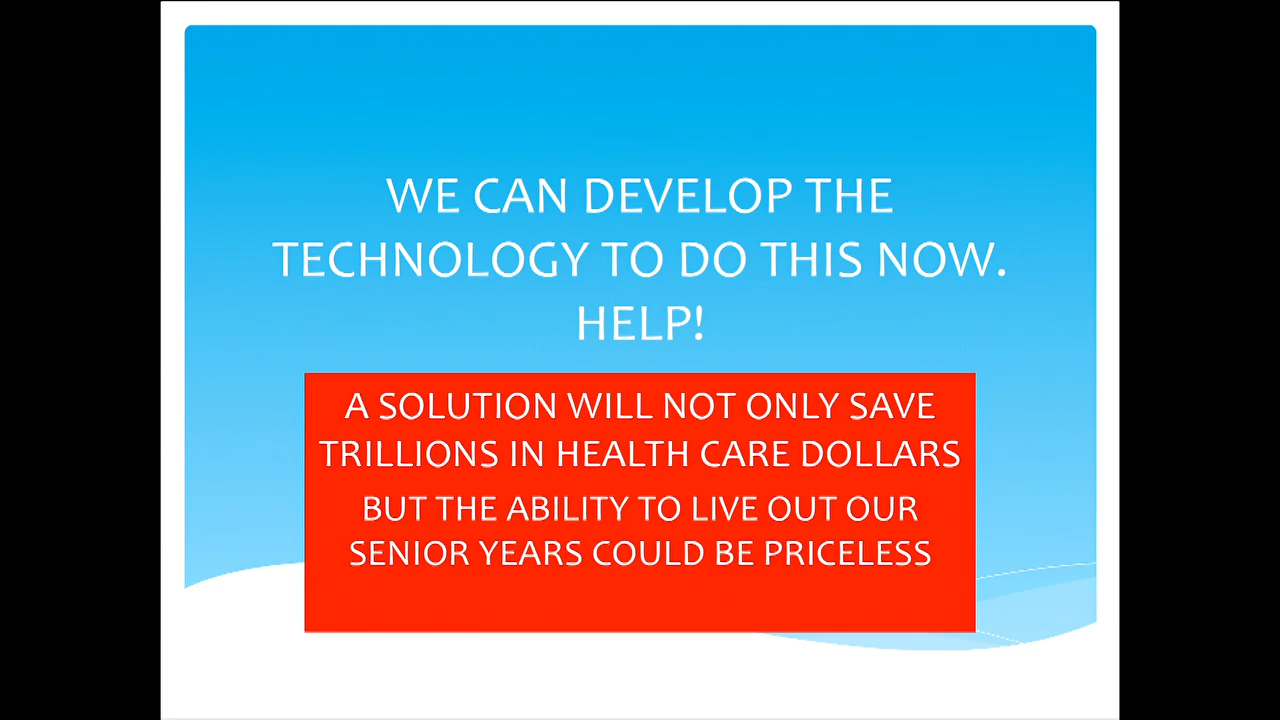 WE CAN DEVELOP THE
TECHNOLOGY TO DO THIS NOW.
HELP!
A SOLUTION WILL NOT ONLY SAVE
TRILLIONS IN HEALTH CARE DOLLARS
BUT THE ABILITY TO LIVE OUT OUR
SENIOR YEARS COULD BE PRICELESS